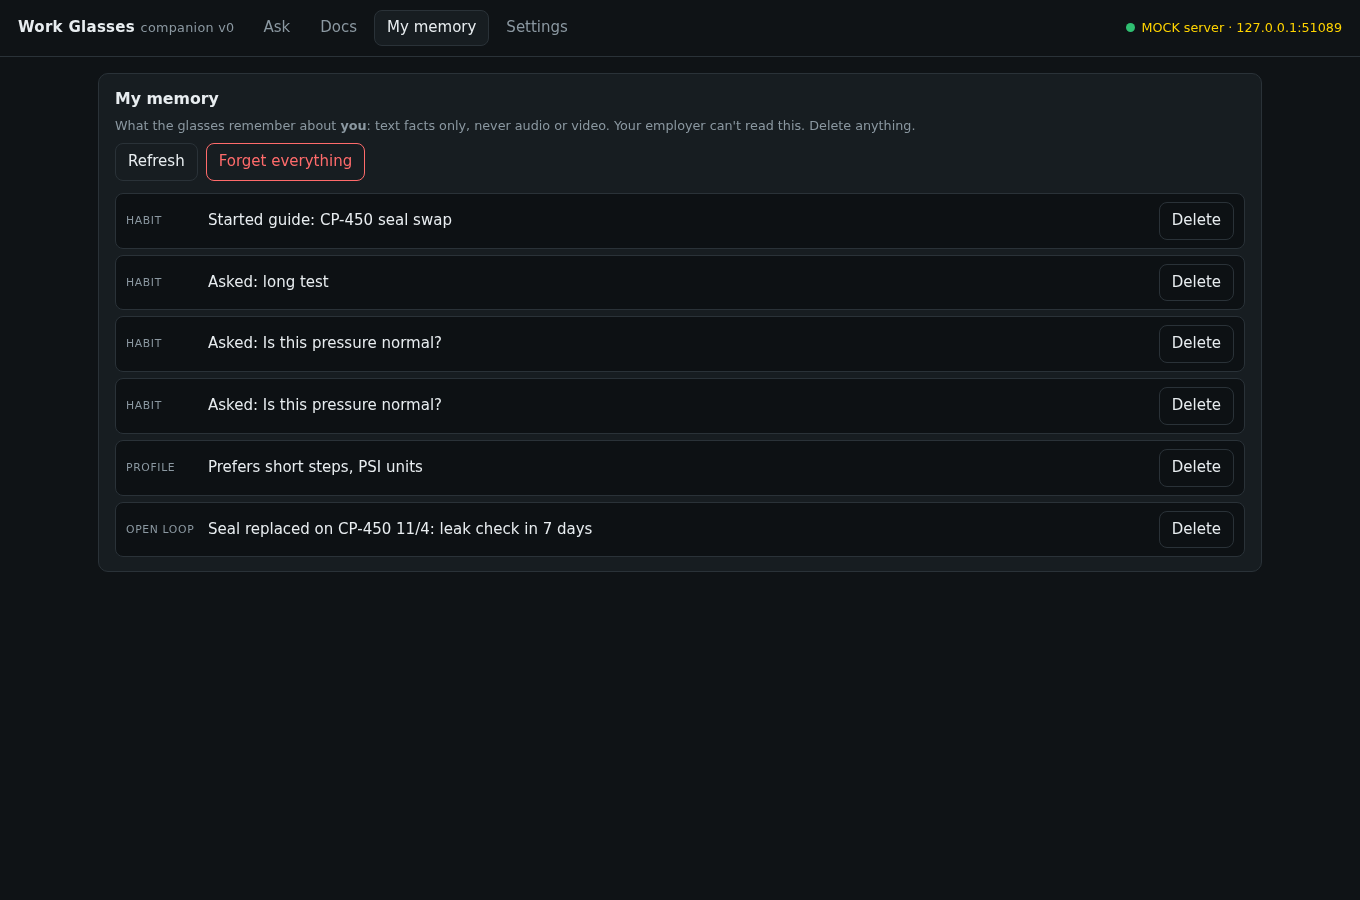 Work Glasses companion v0 Ask Docs My memory Settings MOCK server · 127.0.0.1:51089
My memory
What the glasses remember about you: text facts only, never audio or video. Your employer can't read this. Delete anything.
Refresh Forget everything
HABIT Started guide: CP-450 seal swap Delete
HABIT Asked: long test Delete
HABIT Asked: Is this pressure normal? Delete
HABIT Asked: Is this pressure normal? Delete
PROFILE Prefers short steps, PSI units Delete
OPEN LOOP Seal replaced on CP-450 11/4: leak check in 7 days Delete